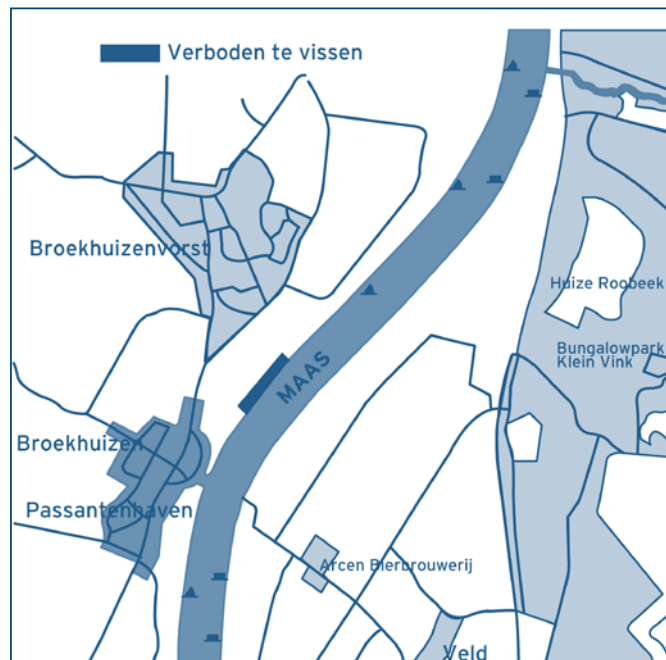 Verboden te vissen
Broekhuizenvorst
Huize Roobeek
Bungalowpark
Klein Vink
MAAS
Broekhuizen
Passantenhaven
Arcen Bierbrouwerij
Veld